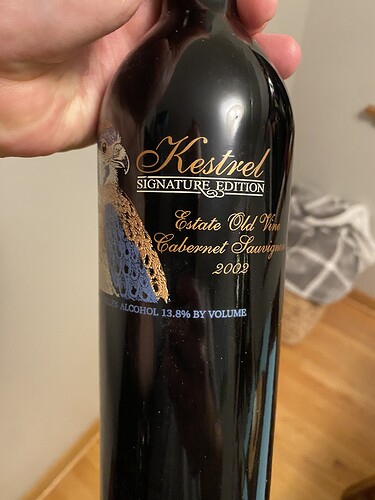 Kestrel
SIGNATURE EDITION
Estate Old Vine
Cabernet Sauvignon
2002
ALCOHOL 13.8% BY VOLUME